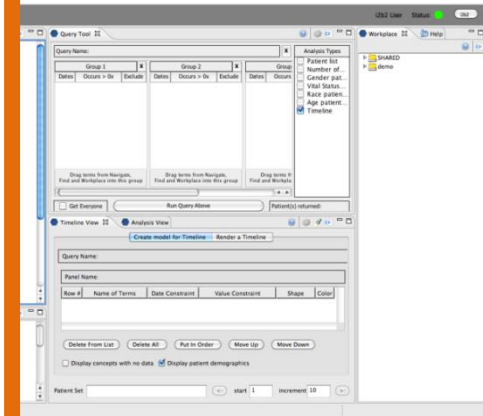 i2b2 User Status:
Query Tool
Workplace Help
Query Name: X Analysis Types
Group 1 X Group 2 X Group
Dates Occurs > 0x Exclude Dates Occurs > 0x Exclude Dates Occurs
Patient list
Number of...
Gender pat...
Vital Status...
Race patien...
Age patient...
Timeline
SHARED
demo
Drag terms from Navigate, Find and Workplace into this group
Drag terms from Navigate, Find and Workplace into this group
Drag terms fr
Find and Workpla
Get Everyone Run Query Above Patient(s) returned:
Timeline View Analysis View
Create model for Timeline Render a Timeline
Query Name:
Panel Name:
Row # Name of Terms Date Constraint Value Constraint Shape Color
Delete From List Delete All Put In Order Move Up Move Down
Display concepts with no data Display patient demographics
Patient Set start 1 increment 10